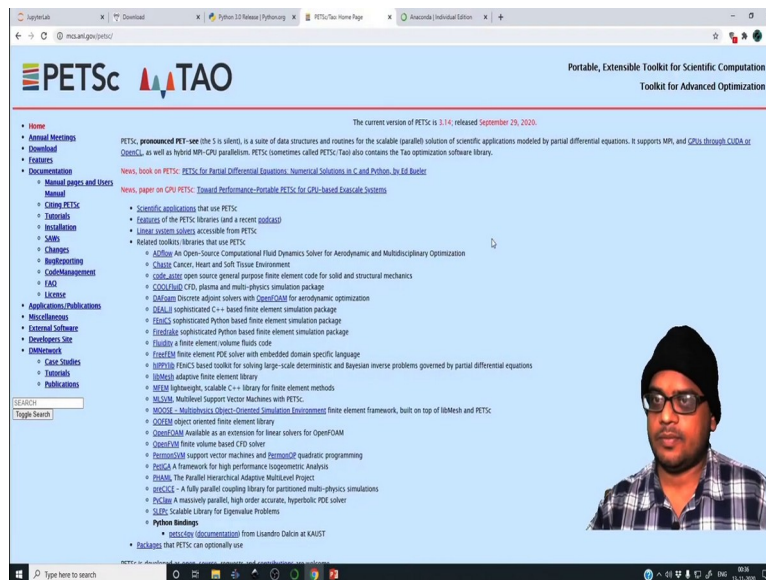 JupyterLab
Download
Python 3.0 Release | Python.org
PETSc/Tao: Home Page
Anaconda | Individual Edition
mcs.anl.gov/petsc/
PETSc TAO
Portable, Extensible Toolkit for Scientific Computation
Toolkit for Advanced Optimization
Home
Annual Meetings
Download
Features
Documentation
Manual pages and Users
Manual
Citing PETSc
Tutorials
Installation
SAWs
Changes
BugReporting
CodeManagement
FAQ
License
Applications/Publications
Miscellaneous
External Software
Developers Site
DMNetwork
Case Studies
Tutorials
Publications
SEARCH
Toggle Search
The current version of PETSc is 3.14; released September 29, 2020.
PETSc, pronounced PET-see (the S is silent), is a suite of data structures and routines for the scalable (parallel) solution of scientific applications modeled by partial differential equations. It supports MPI, and GPUs through CUDA or
OpenCL, as well as hybrid MPI-GPU parallelism. PETSc (sometimes called PETSc/Tao) also contains the Tao optimization software library.
News, book on PETSc: PETSc for Partial Differential Equations: Numerical Solutions in C and Python, by Ed Bueler
News, paper on GPU PETSc: Toward Performance-Portable PETSc for GPU-based Exascale Systems
Scientific applications that use PETSc
Features of the PETSc libraries (and a recent podcast)
Linear system solvers accessible from PETSc
Related toolkits/libraries that use PETSc
ADflow An Open-Source Computational Fluid Dynamics Solver for Aerodynamic and Multidisciplinary Optimization
Chaste Cancer, Heart and Soft Tissue Environment
code_aster open source general purpose finite element code for solid and structural mechanics
COOLFluiD CFD, plasma and multi-physics simulation package
DAFoam Discrete adjoint solvers with OpenFOAM for aerodynamic optimization
DEAL.II sophisticated C++ based finite element simulation package
FEniCS sophisticated Python based finite element simulation package
Firedrake sophisticated Python based finite element simulation package
Fluidity a finite element/volume fluids code
FreeFEM finite element PDE solver with embedded domain specific language
hIPPYlib FEniCS based toolkit for solving large-scale deterministic and Bayesian inverse problems governed by partial differential equations
libMesh adaptive finite element library
MFEM lightweight, scalable C++ library for finite element methods
MLSVM, Multilevel Support Vector Machines with PETSc.
MOOSE - Multiphysics Object-Oriented Simulation Environment finite element framework, built on top of libMesh and PETSc
OOFEM object oriented finite element library
OpenFOAM Available as an extension for linear solvers for OpenFOAM
OpenFVM finite volume based CFD solver
PermonSVM support vector machines and PermonQP quadratic programming
PetIGA A framework for high performance Isogeometric Analysis
PHAML The Parallel Hierarchical Adaptive MultiLevel Project
preCICE - A fully parallel coupling library for partitioned multi-physics simulations
PyClaw A massively parallel, high order accurate, hyperbolic PDE solver
SLEPc Scalable Library for Eigenvalue Problems
Python Bindings
petsc4py (documentation) from Lisandro Dalcin at KAUST
Packages that PETSc can optionally use
Type here to search
ENG
00:36
13-11-2020